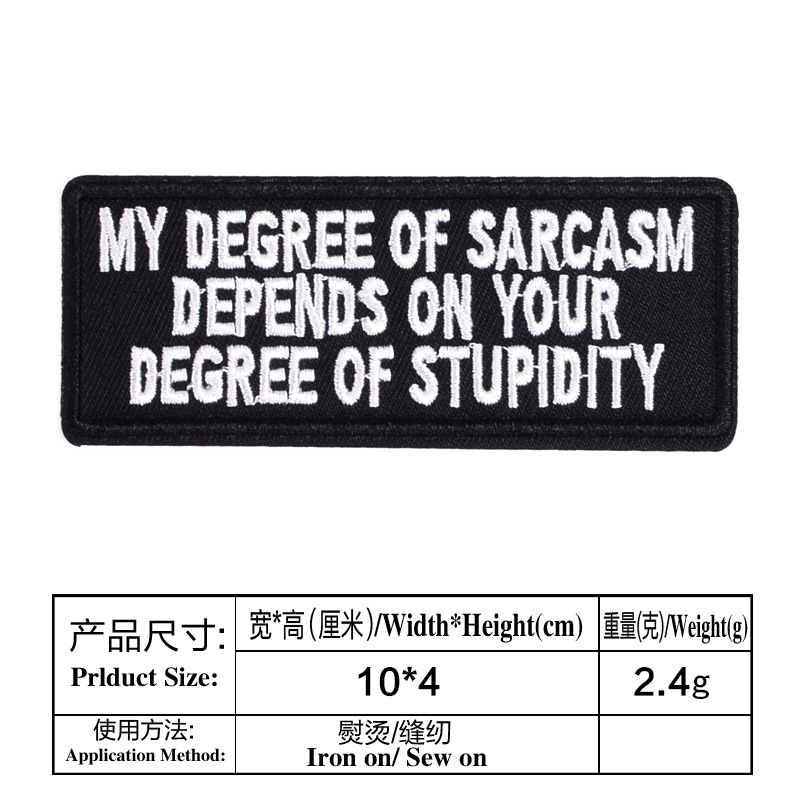 MY DEGREE OF SARCASM
DEPENDS ON YOUR
DEGREE OF STUPIDITY
产品尺寸:
Prlduct Size:
宽*高(厘米)/Width*Height(cm)
重量(克)/Weight(g)
10*4
2.4g
使用方法:
Application Method:
熨烫/缝纫
Iron on/ Sew on